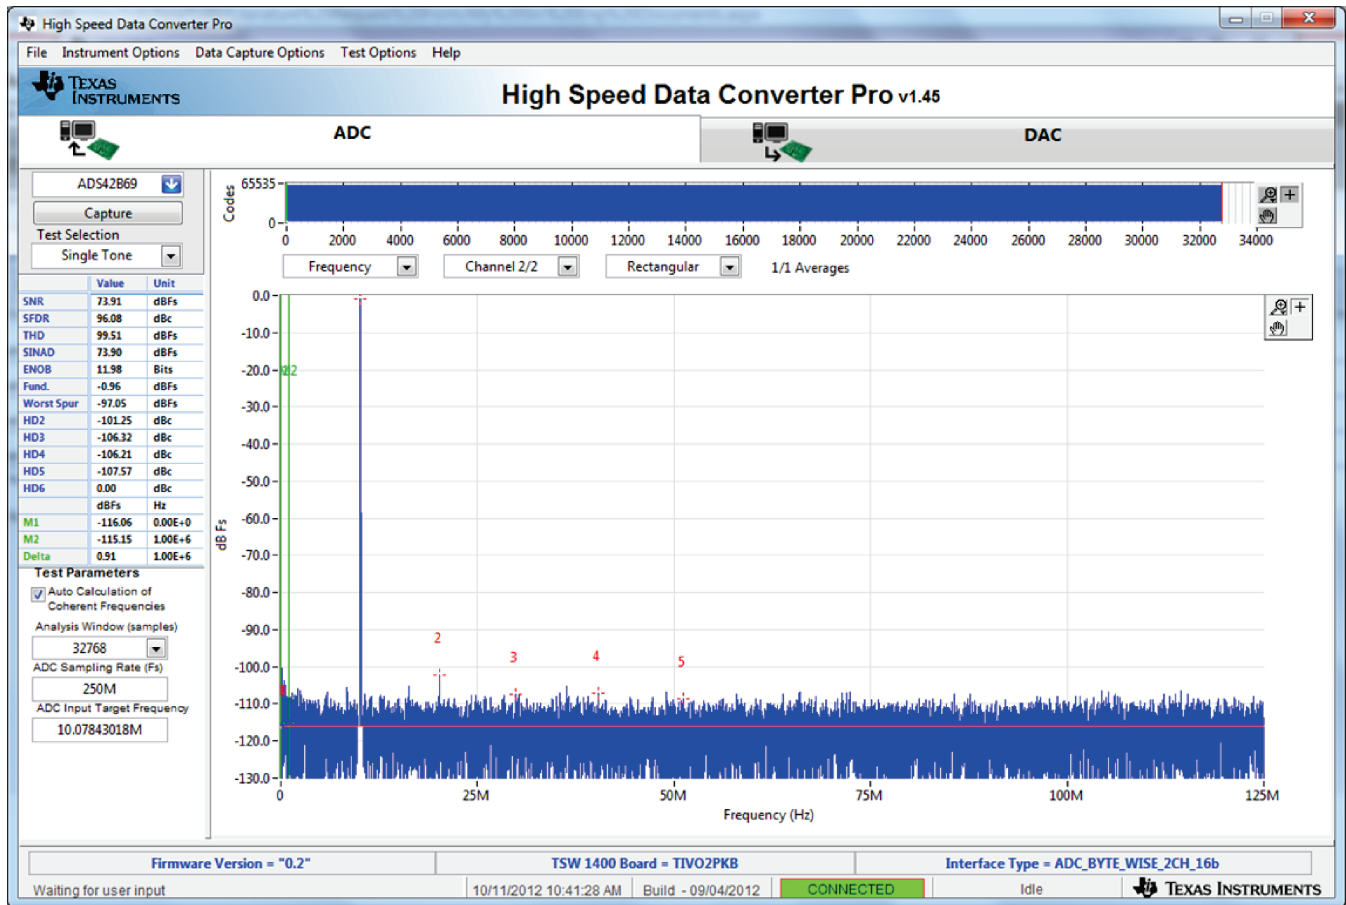 High Speed Data Converter Pro
File Instrument Options Data Capture Options Test Options Help
TEXAS INSTRUMENTS
High Speed Data Converter Pro v1.45
ADC
DAC
ADS42B69
Capture
Test Selection
Single Tone
Value Unit
SNR 73.91 dBFs
SFDR 96.08 dBc
THD 99.51 dBFs
SINAD 73.90 dBFs
ENOB 11.98 Bits
Fund. -0.96 dBFs
Worst Spur -97.05 dBFs
HD2 -101.25 dBc
HD3 -106.32 dBc
HD4 -106.21 dBc
HD5 -107.57 dBc
HD6 0.00 dBc
dBFs Hz
M1 -116.06 0.00E+0
M2 -115.15 1.00E+6
Delta 0.91 1.00E+6
Test Parameters
Auto Calculation of
Coherent Frequencies
Analysis Window (samples)
32768
ADC Sampling Rate (Fs)
250M
ADC Input Target Frequency
10.07843018M
Codes
65535
0
0 2000 4000 6000 8000 10000 12000 14000 16000 18000 20000 22000 24000 26000 28000 30000 32000 34000
Frequency Channel 2/2 Rectangular 1/1 Averages
dB Fs
0.0
-10.0
-20.0
-30.0
-40.0
-50.0
-60.0
-70.0
-80.0
-90.0
-100.0
-110.0
-120.0
-130.0
2
3
4
5
0 25M 50M 75M 100M 125M
Frequency (Hz)
Firmware Version = "0.2"
TSW 1400 Board = TIVO2PKB
Interface Type = ADC_BYTE_WISE_2CH_16b
Waiting for user input
10/11/2012 10:41:28 AM
Build - 09/04/2012
CONNECTED
Idle
TEXAS INSTRUMENTS